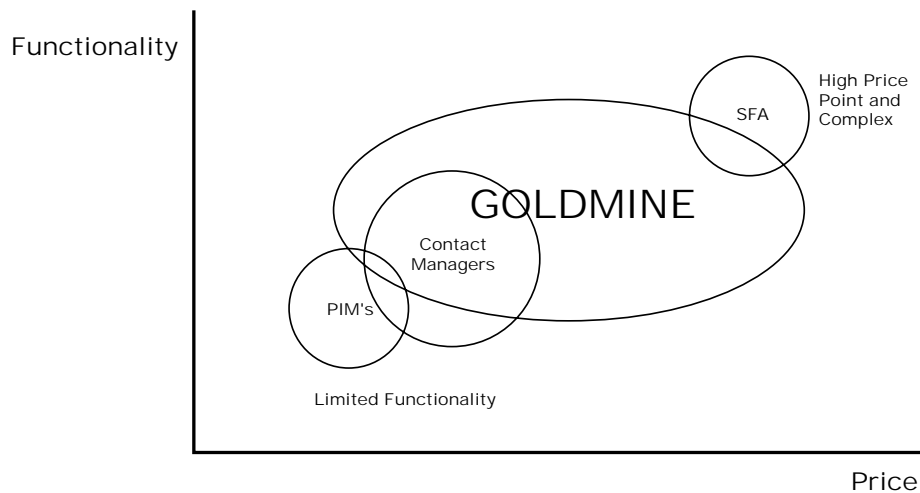 Functionality
High Price
Point and
Complex
SFA
GOLDMINE
Contact
Managers
PIM's
Limited Functionality
Price